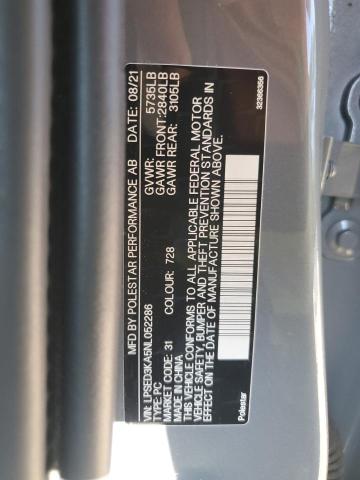 MFD BY POLESTAR PERFORMANCE AB DATE: 08/21
GVWR: 5735LB
GAWR FRONT: 2840LB
GAWR REAR: 3105LB
VIN: LPSED3KA5NL052286
TYPE: PC
MARKET CODE: 31 COLOUR: 728
MADE IN CHINA
THIS VEHICLE CONFORMS TO ALL APPLICABLE FEDERAL MOTOR
VEHICLE SAFETY, BUMPER AND THEFT PREVENTION STANDARDS IN
EFFECT ON THE DATE OF MANUFACTURE SHOWN ABOVE.
Polestar
32366356